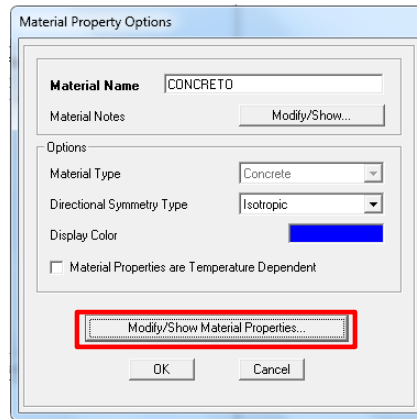 Material Property Options
Material Name CONCRETO
Material Notes Modify/Show...
Options
Material Type Concrete
Directional Symmetry Type Isotropic
Display Color
Material Properties are Temperature Dependent
Modify/Show Material Properties...
OK Cancel